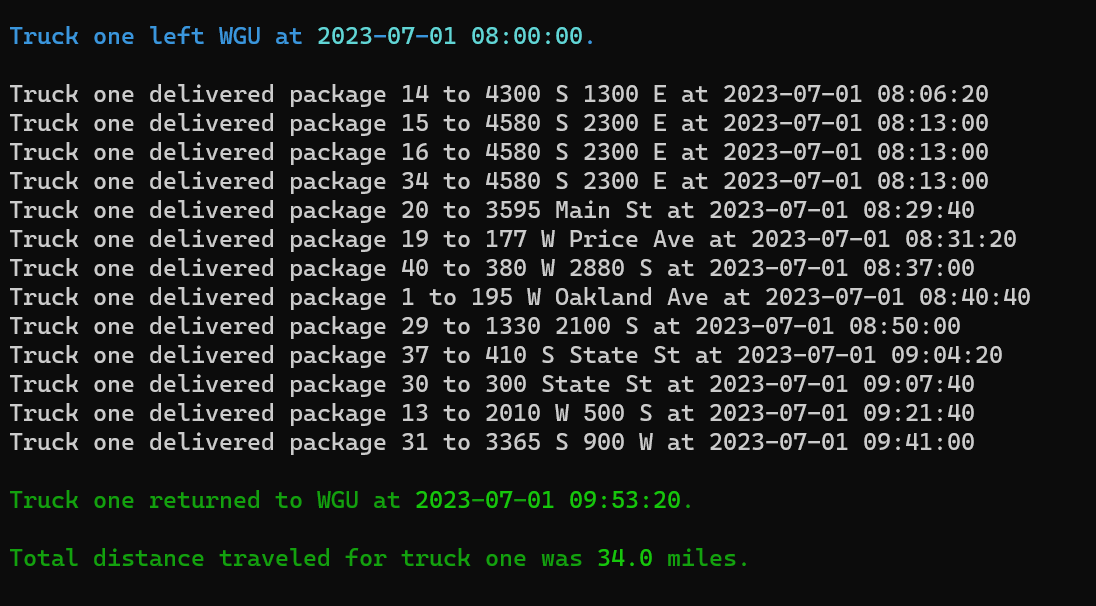 Truck one left WGU at 2023-07-01 08:00:00.
Truck one delivered package 14 to 4300 S 1300 E at 2023-07-01 08:06:20
Truck one delivered package 15 to 4580 S 2300 E at 2023-07-01 08:13:00
Truck one delivered package 16 to 4580 S 2300 E at 2023-07-01 08:13:00
Truck one delivered package 34 to 4580 S 2300 E at 2023-07-01 08:13:00
Truck one delivered package 20 to 3595 Main St at 2023-07-01 08:29:40
Truck one delivered package 19 to 177 W Price Ave at 2023-07-01 08:31:20
Truck one delivered package 40 to 380 W 2880 S at 2023-07-01 08:37:00
Truck one delivered package 1 to 195 W Oakland Ave at 2023-07-01 08:40:40
Truck one delivered package 29 to 1330 2100 S at 2023-07-01 08:50:00
Truck one delivered package 37 to 410 S State St at 2023-07-01 09:04:20
Truck one delivered package 30 to 300 State St at 2023-07-01 09:07:40
Truck one delivered package 13 to 2010 W 500 S at 2023-07-01 09:21:40
Truck one delivered package 31 to 3365 S 900 W at 2023-07-01 09:41:00
Truck one returned to WGU at 2023-07-01 09:53:20.
Total distance traveled for truck one was 34.0 miles.